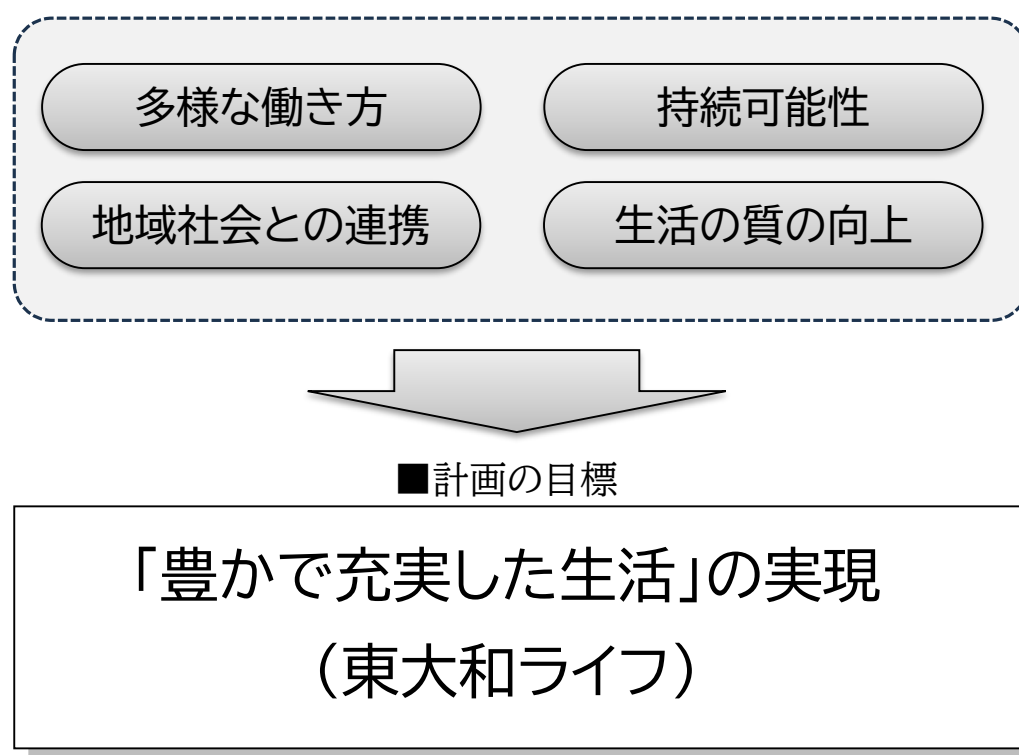 多様な働き方
持続可能性
地域社会との連携
生活の質の向上
■計画の目標
「豊かで充実した生活」の実現
（東大和ライフ）